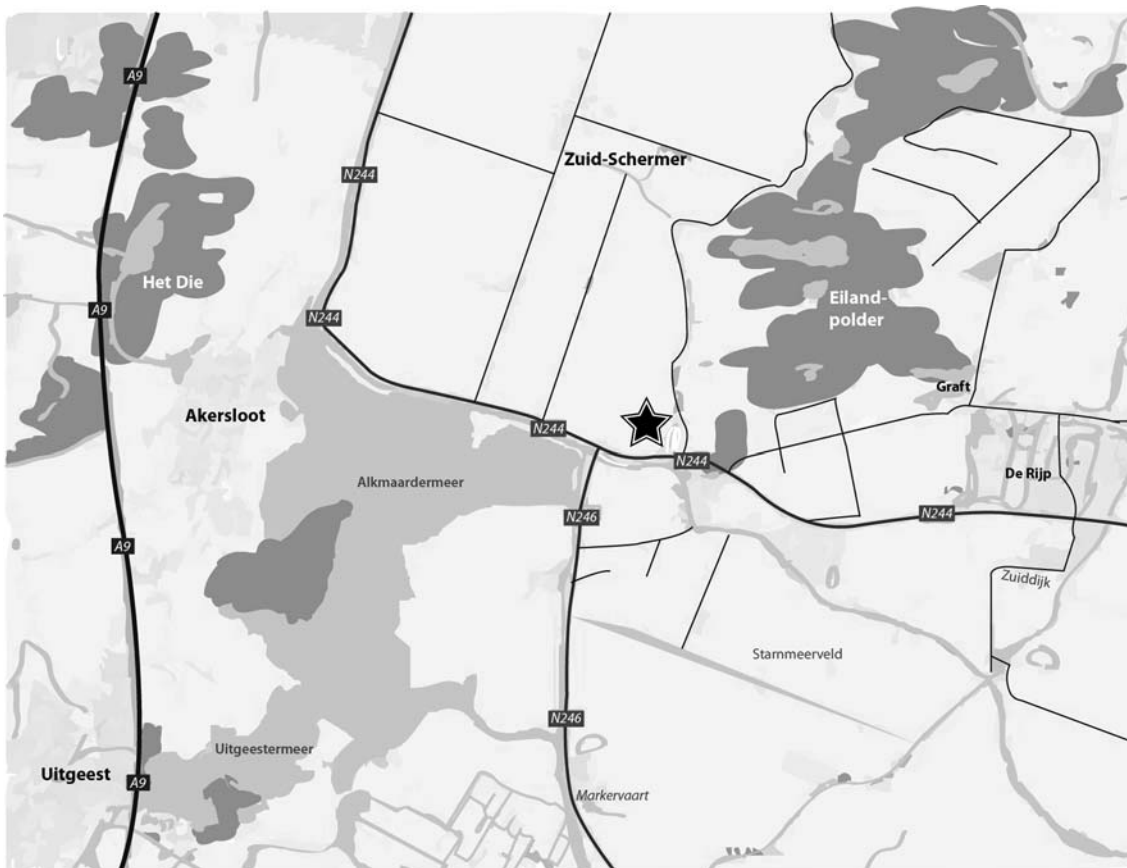 A9
N244
Zuid-Schermer
Het Die
A9
N244
Eiland-
polder
Graft
Akersloot
N244
N244
De Rijp
Alkmaardermeer
N246
N244
A9
Zuiddijk
Starnmeerveld
N246
Uitgeestermeer
Uitgeest
A9
Markervaart